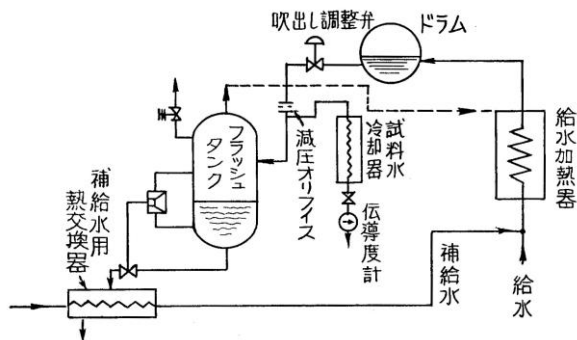 吹出し調整弁
ドラム
フラッシュ
タンク
減圧オリフイス
試料水
冷却器
給水加熱器
補給水用
熱交換器
伝導度計
補給水
給水